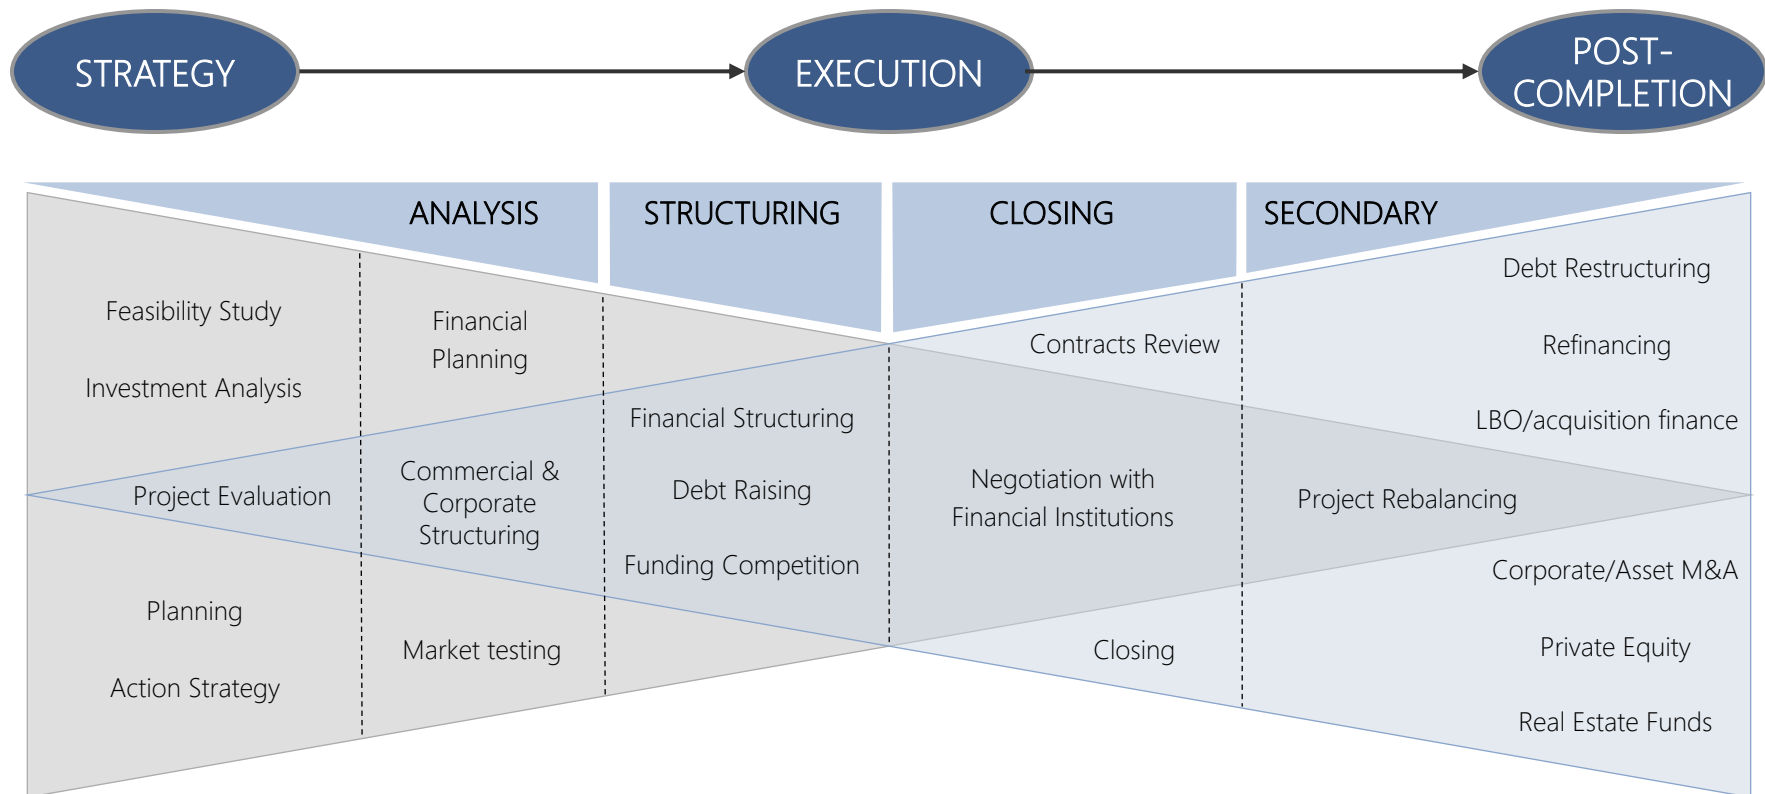 STRATEGY
EXECUTION
POST-
COMPLETION
ANALYSIS
STRUCTURING
CLOSING
SECONDARY
Feasibility Study
Investment Analysis
Project Evaluation
Planning
Action Strategy
Financial
Planning
Commercial &
Corporate
Structuring
Market testing
Financial Structuring
Debt Raising
Funding Competition
Contracts Review
Negotiation with
Financial Institutions
Closing
Debt Restructuring
Refinancing
LBO/acquisition finance
Project Rebalancing
Corporate/Asset M&A
Private Equity
Real Estate Funds